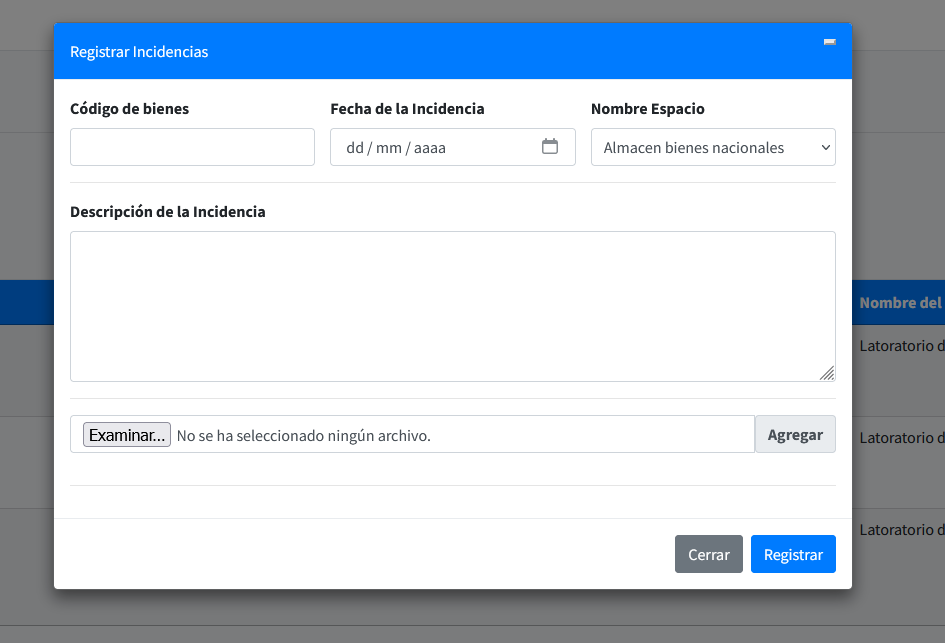 Registrar Incidencias
Código de bienes
Fecha de la Incidencia
Nombre Espacio
dd / mm / aaaa
Almacen bienes nacionales
Descripción de la Incidencia
Nombre del
Latoratorio d
Examinar... No se ha seleccionado ningún archivo.
Agregar
Latoratorio d
Latoratorio d
Cerrar
Registrar